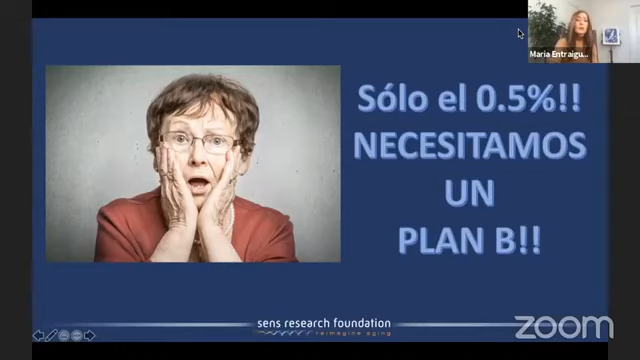 Maria Entraigu...
Sólo el 0.5%!!
NECESITAMOS
UN
PLAN B!!
sens research foundation
reimagine aging
zoom